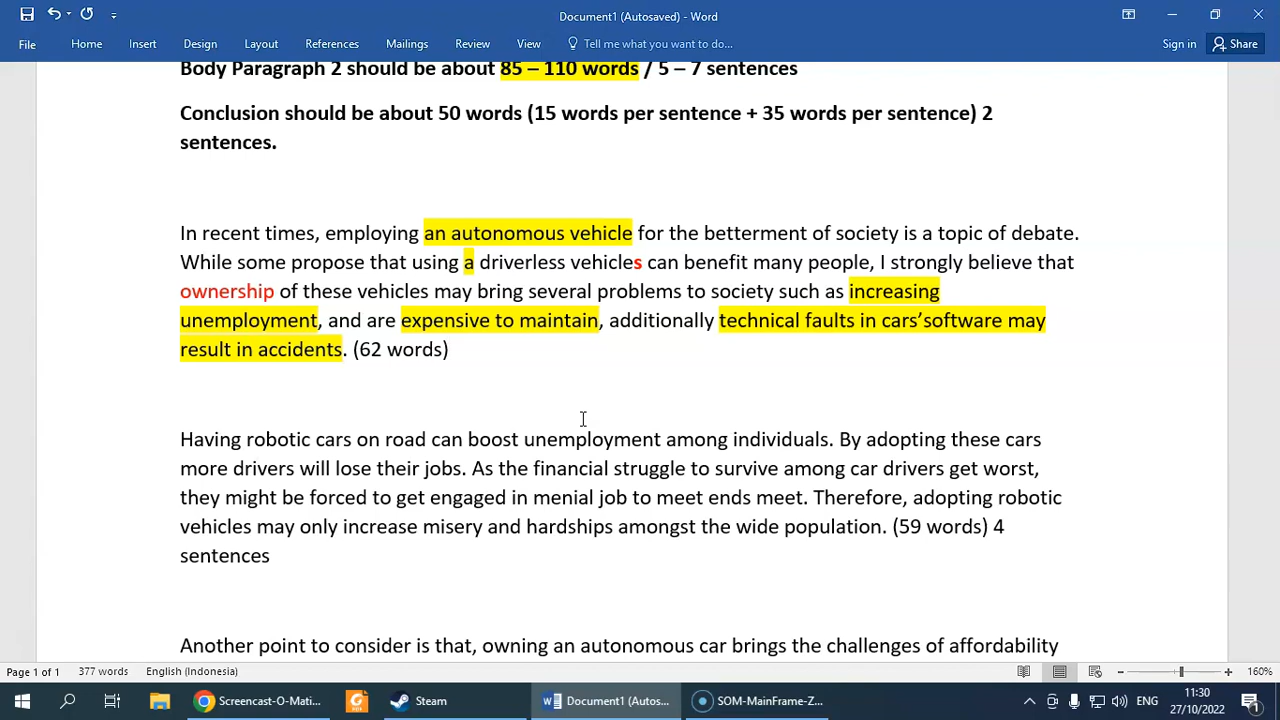 Document1 (Autosaved) - Word
File Home Insert Design Layout References Mailings Review View Tell me what you want to do... Sign in Share
Body Paragraph 2 should be about 85 – 110 words / 5 – 7 sentences
Conclusion should be about 50 words (15 words per sentence + 35 words per sentence) 2
sentences.
In recent times, employing an autonomous vehicle for the betterment of society is a topic of debate.
While some propose that using a driverless vehicles can benefit many people, I strongly believe that
ownership of these vehicles may bring several problems to society such as increasing
unemployment, and are expensive to maintain, additionally technical faults in cars’software may
result in accidents. (62 words)
Having robotic cars on road can boost unemployment among individuals. By adopting these cars
more drivers will lose their jobs. As the financial struggle to survive among car drivers get worst,
they might be forced to get engaged in menial job to meet ends meet. Therefore, adopting robotic
vehicles may only increase misery and hardships amongst the wide population. (59 words) 4
sentences
Another point to consider is that, owning an autonomous car brings the challenges of affordability
Page 1 of 1 377 words English (Indonesia) 160%
Screencast-O-Mati... Steam Document1 (Autos... SOM-MainFrame-Z... ENG 11:30
27/10/2022